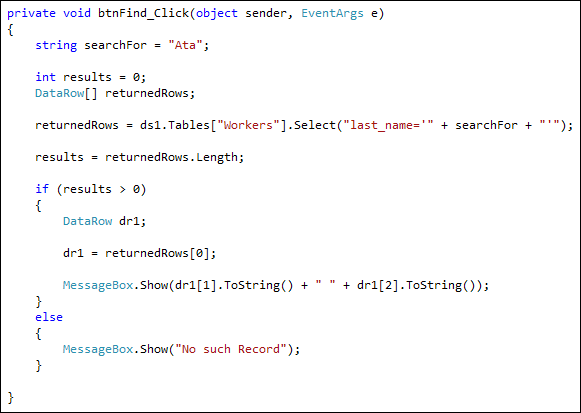 private void btnFind_Click(object sender, EventArgs e)
{
    string searchFor = "Ata";
    int results = 0;
    DataRow[] returnedRows;
    returnedRows = ds1.Tables["Workers"].Select("last_name='" + searchFor + "'");
    results = returnedRows.Length;
    if (results > 0)
    {
        DataRow dr1;
        dr1 = returnedRows[0];
        MessageBox.Show(dr1[1].ToString() + " " + dr1[2].ToString());
    }
    else
    {
        MessageBox.Show("No such Record");
    }
}